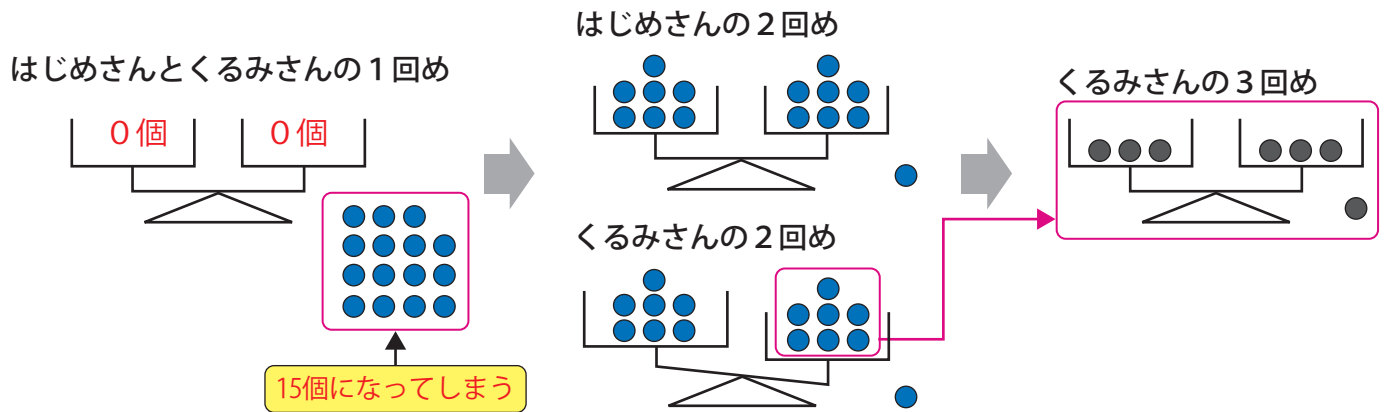 はじめさんとくるみさんの１回め
０個
０個
15個になってしまう
はじめさんの２回め
くるみさんの２回め
くるみさんの３回め